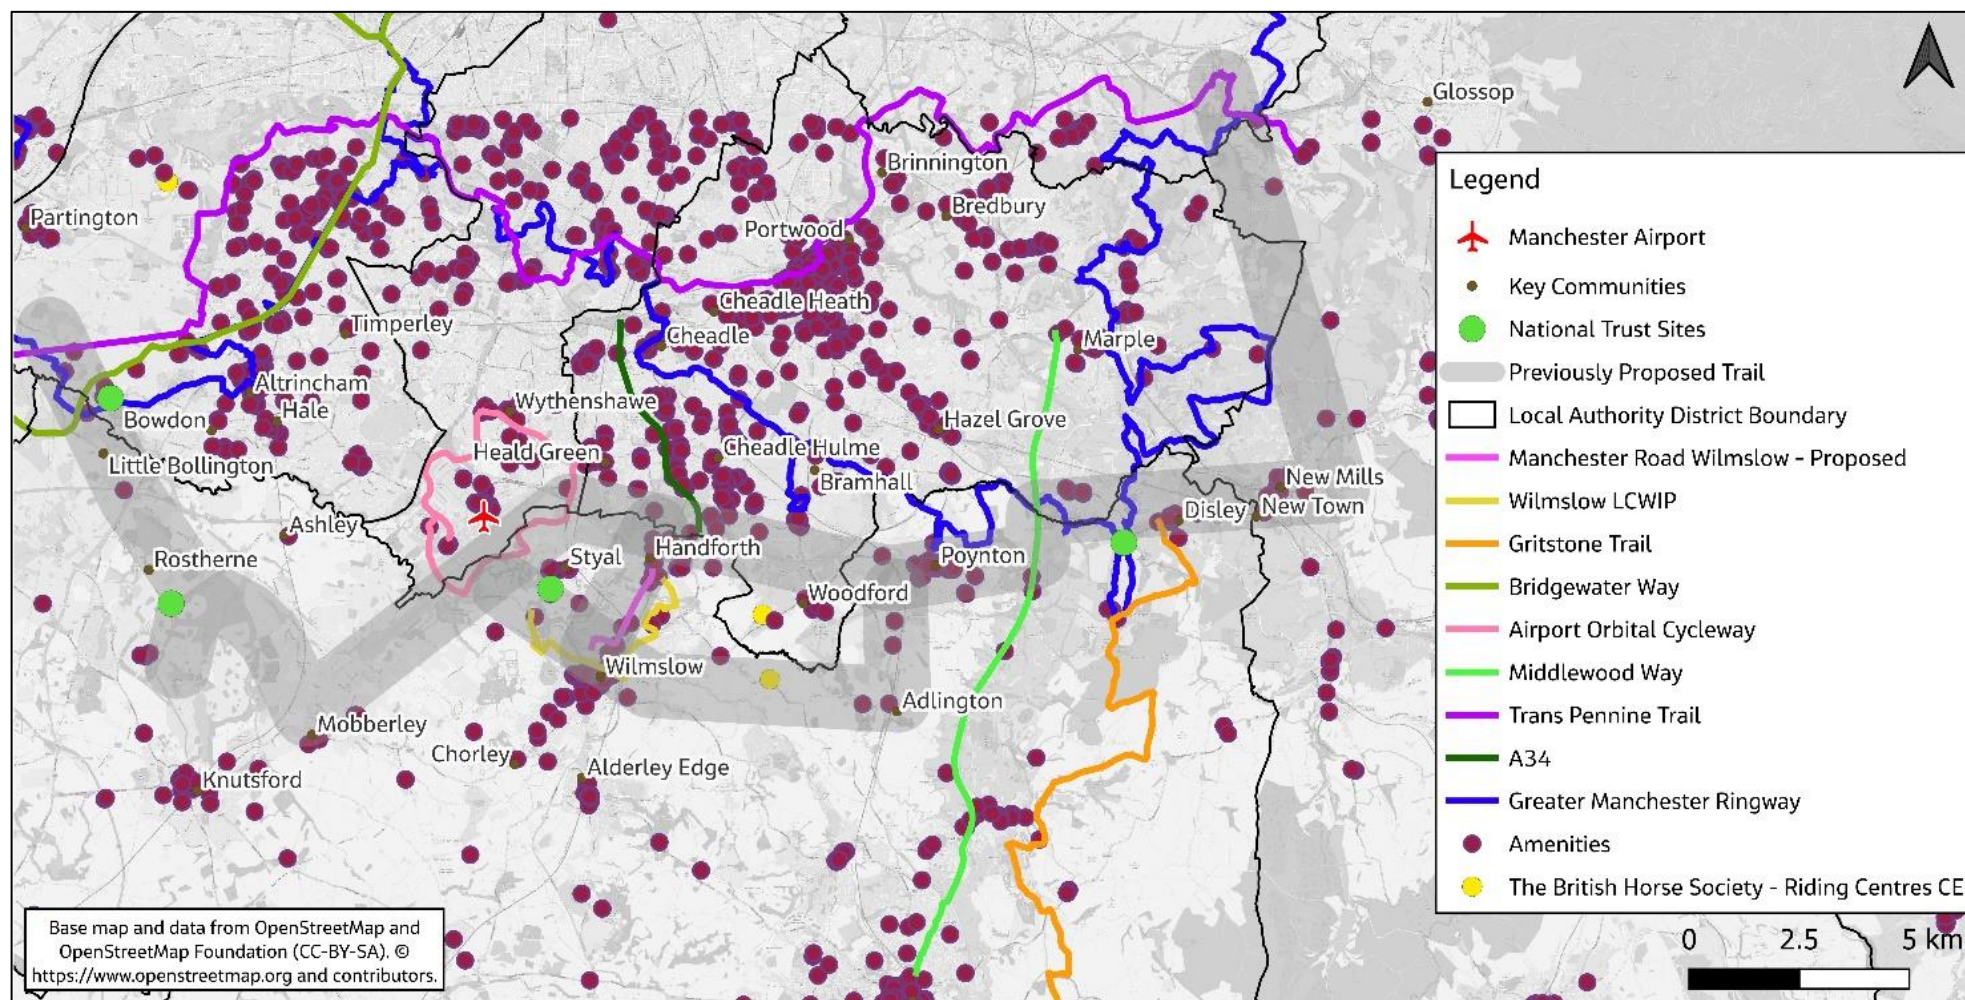 Glossop
Brinnington
Partington
Bredbury
Portwood
Cheadle Heath
Timperley
Cheadle
Marple
Altrincham
Hale
Wythenshawe
Bowdon
Hazel Grove
Heald Green
Cheadle Hulme
Little Bollington
Bramhall
New Mills
New Town
Disley
Ashley
Handforth
Styal
Poynton
Rostherne
Woodford
Wilmslow
Adlington
Mobberley
Chorley
Alderley Edge
Knutsford
Legend
Manchester Airport
Key Communities
National Trust Sites
Previously Proposed Trail
Local Authority District Boundary
Manchester Road Wilmslow - Proposed
Wilmslow LCWIP
Gritstone Trail
Bridgewater Way
Airport Orbital Cycleway
Middlewood Way
Trans Pennine Trail
A34
Greater Manchester Ringway
Amenities
The British Horse Society - Riding Centres CE
Base map and data from OpenStreetMap and
OpenStreetMap Foundation (CC-BY-SA). ©
https://www.openstreetmap.org and contributors.
0 2.5 5 km